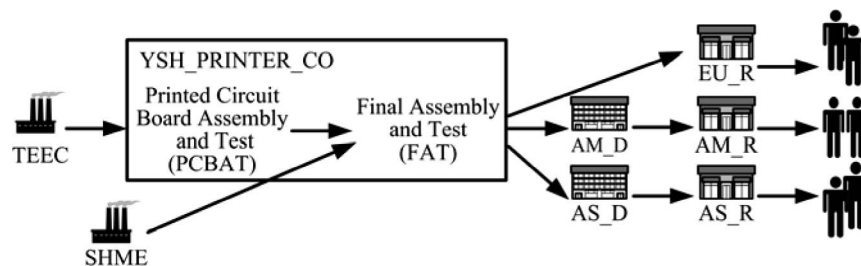 YSH_PRINTER_CO
Printed Circuit
Board Assembly
and Test
(PCBAT)
Final Assembly
and Test
(FAT)
TEEC
SHME
EU_R
AM_D
AM_R
AS_D
AS_R